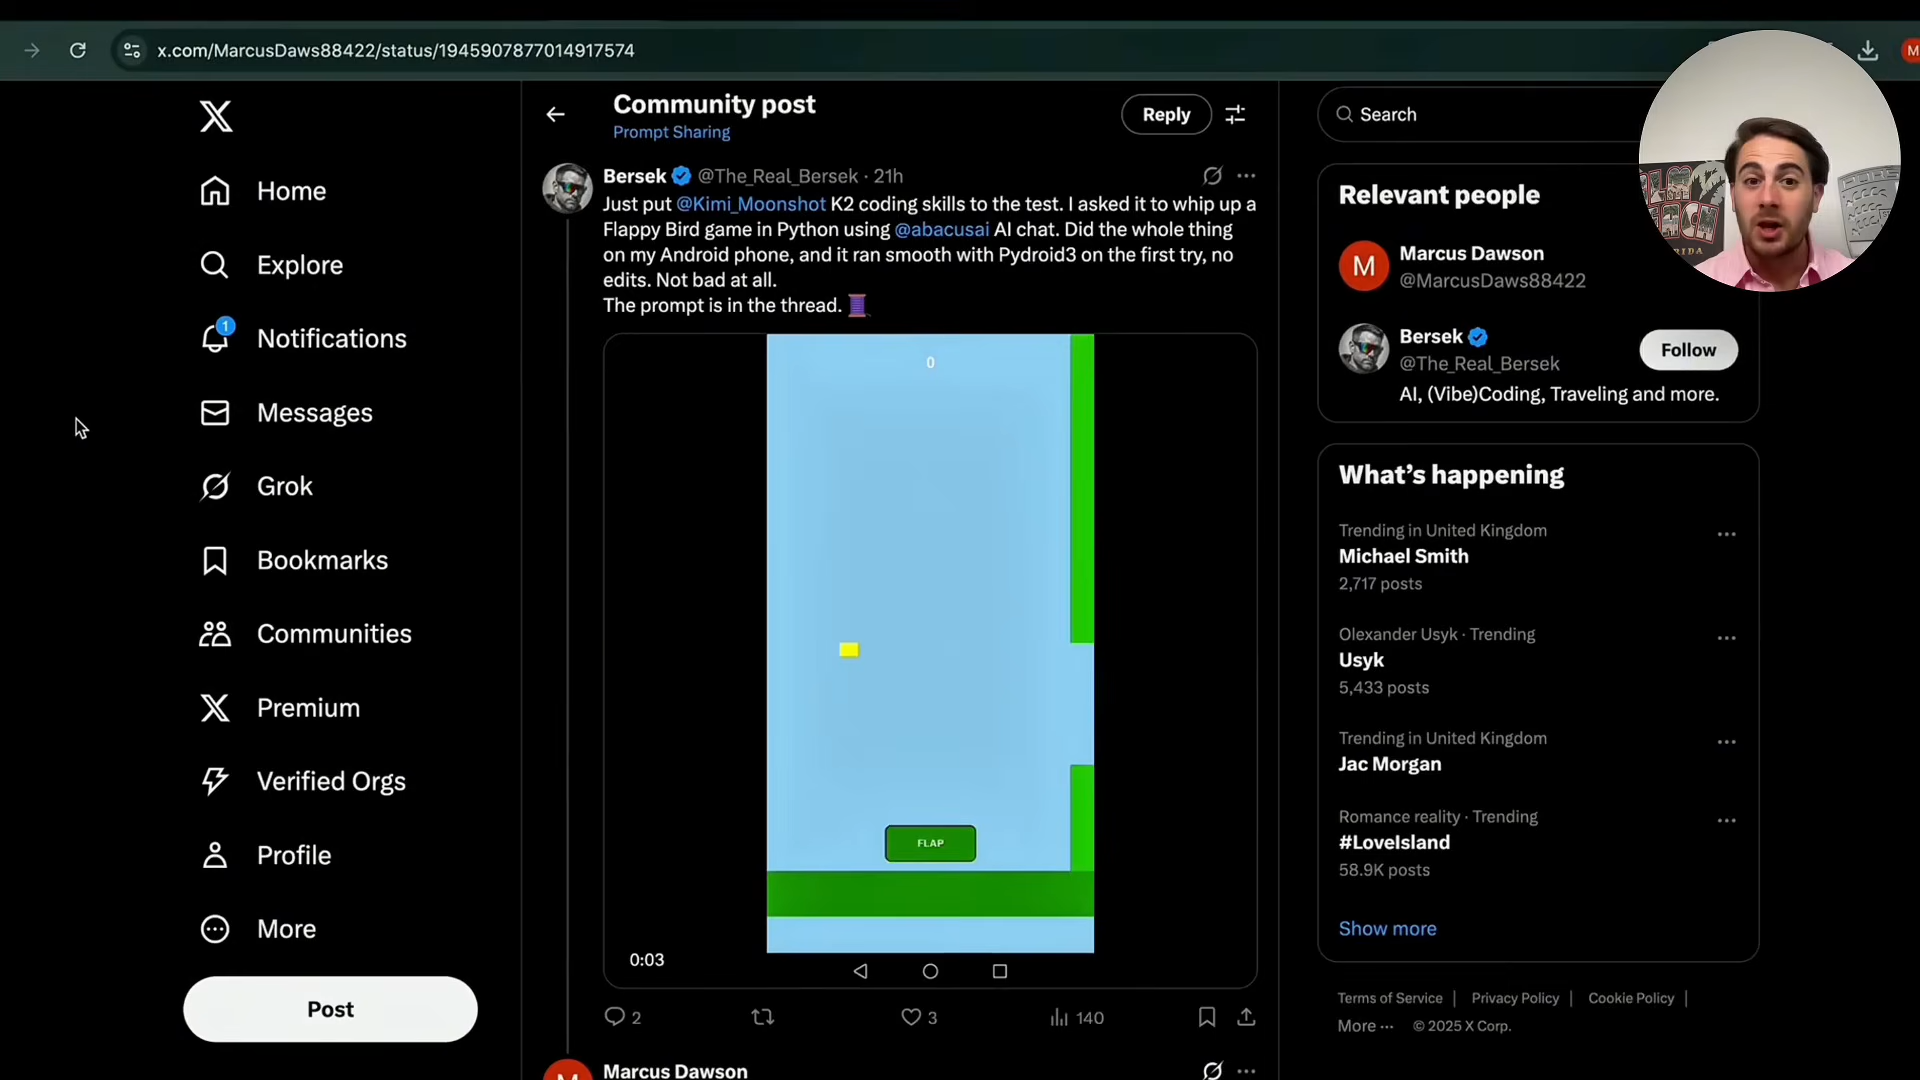 x.com/MarcusDaws88422/status/1945907877014917574
M
Home
Explore
1
Notifications
Messages
Grok
Bookmarks
Communities
Premium
Verified Orgs
Profile
More
Post
Community post
Prompt Sharing
Reply
Bersek @The_Real_Bersek · 21h
Just put @Kimi_Moonshot K2 coding skills to the test. I asked it to whip up a
Flappy Bird game in Python using @abacusai AI chat. Did the whole thing
on my Android phone, and it ran smooth with Pydroid3 on the first try, no
edits. Not bad at all.
The prompt is in the thread. 🧵
0
FLAP
0:03
2
3
140
Marcus Dawson
Search
Relevant people
M
Marcus Dawson
@MarcusDaws88422
Bersek
@The_Real_Bersek
Follow
AI, (Vibe)Coding, Traveling and more.
What's happening
Trending in United Kingdom
Michael Smith
2,717 posts
Olexander Usyk · Trending
Usyk
5,433 posts
Trending in United Kingdom
Jac Morgan
Romance reality · Trending
#LoveIsland
58.9K posts
Show more
Terms of Service | Privacy Policy | Cookie Policy |
More ··· © 2025 X Corp.